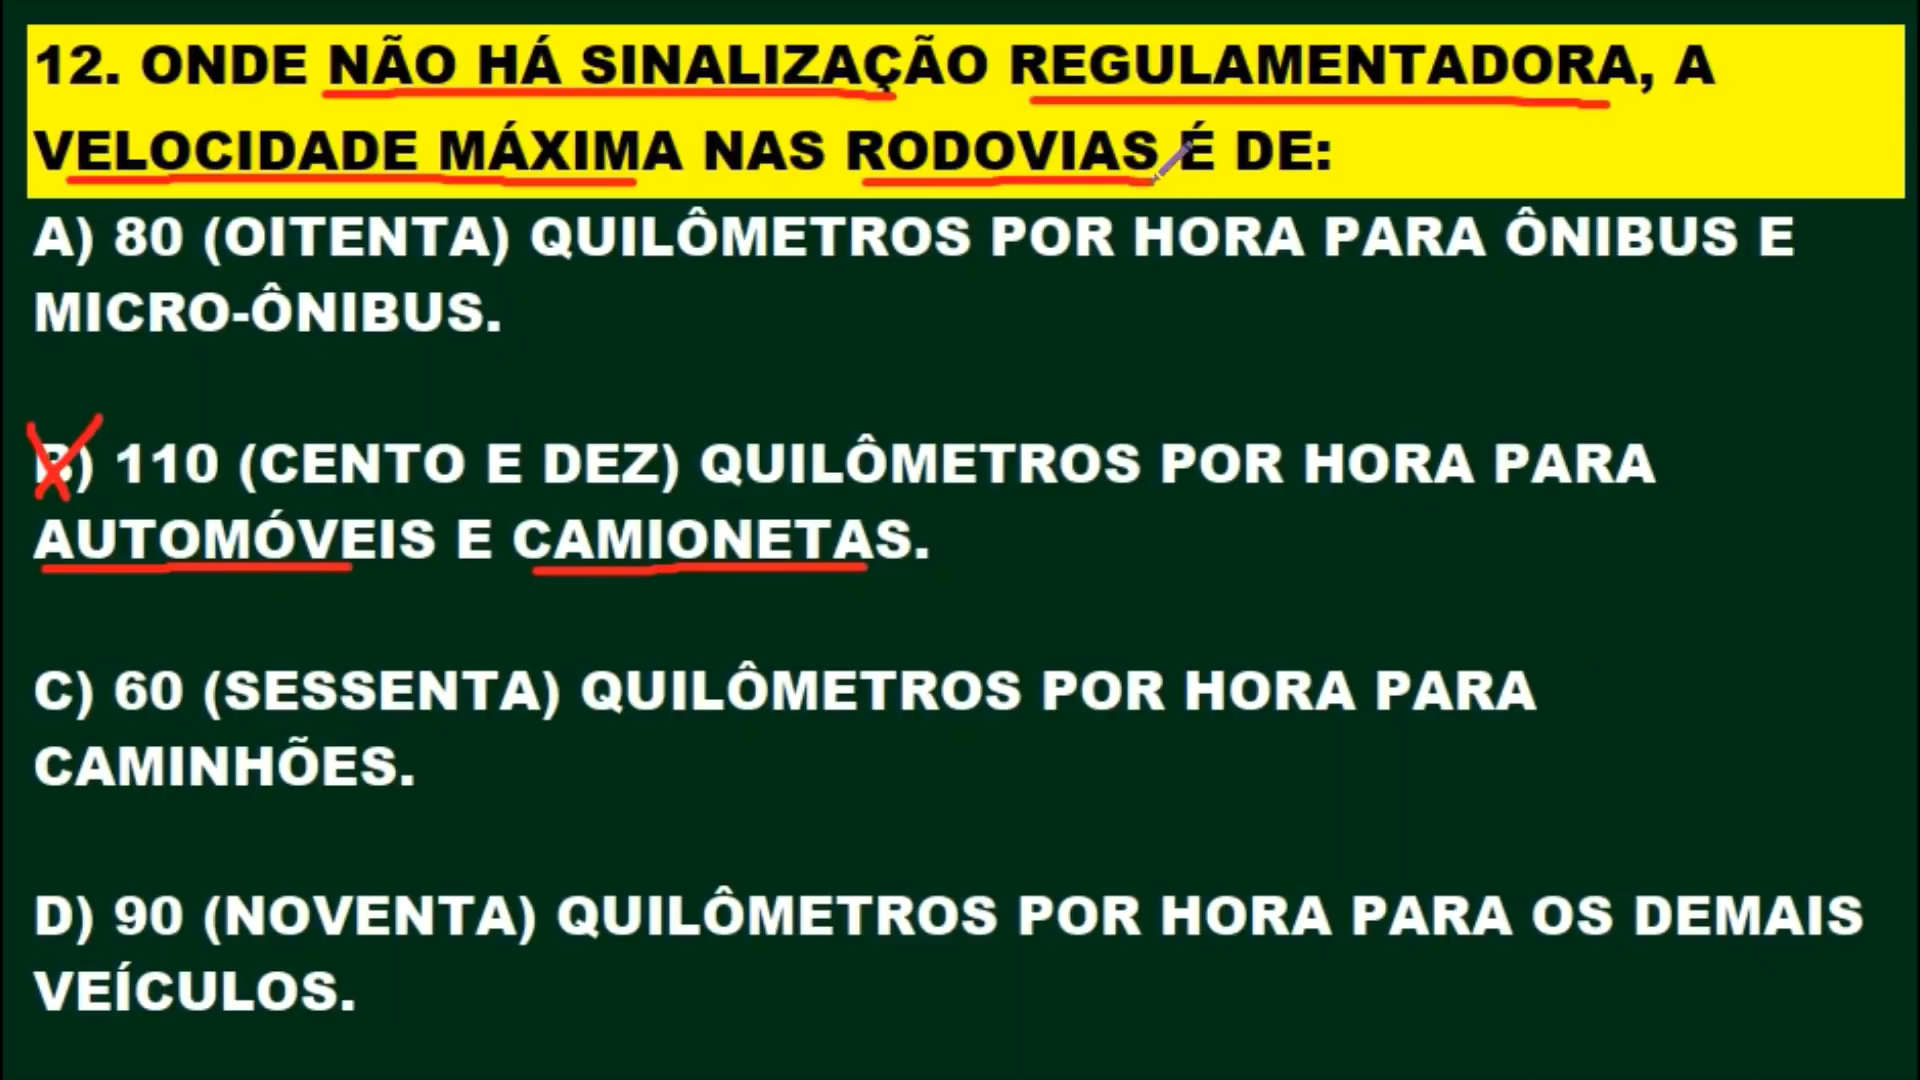 12. ONDE NÃO HÁ SINALIZAÇÃO REGULAMENTADORA, A
VELOCIDADE MÁXIMA NAS RODOVIAS É DE:
A) 80 (OITENTA) QUILÔMETROS POR HORA PARA ÔNIBUS E
MICRO-ÔNIBUS.
B) 110 (CENTO E DEZ) QUILÔMETROS POR HORA PARA
AUTOMÓVEIS E CAMIONETAS.
C) 60 (SESSENTA) QUILÔMETROS POR HORA PARA
CAMINHÕES.
D) 90 (NOVENTA) QUILÔMETROS POR HORA PARA OS DEMAIS
VEÍCULOS.